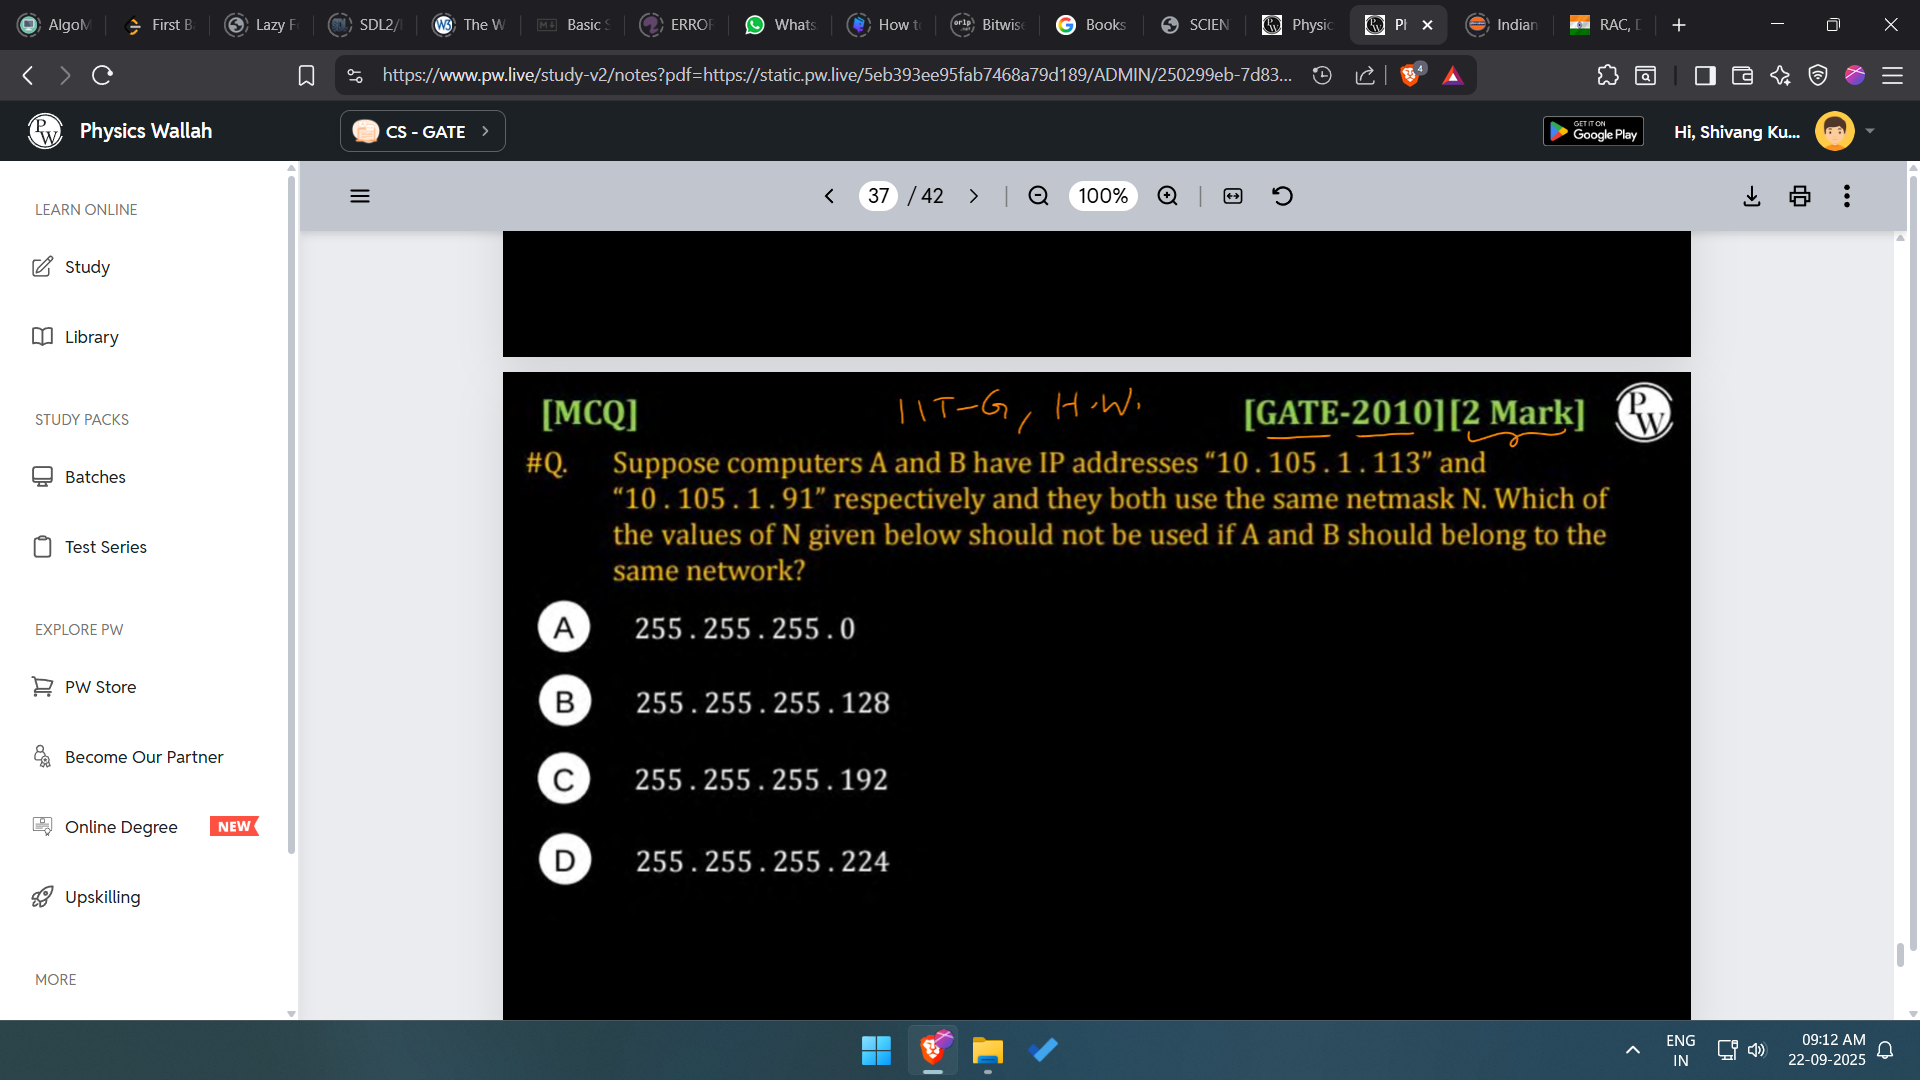 AlgoM
First B
Lazy F
SDL2/
The W
Basic S
ERROR
Whats
How t
Bitwise
Books
SCIEN
Physic
Pl
Indian
RAC, D
https://www.pw.live/study-v2/notes?pdf=https://static.pw.live/5eb393ee95fab7468a79d189/ADMIN/250299eb-7d83...
4
PW
Physics Wallah
CS - GATE
GET IT ON
Google Play
Hi, Shivang Ku...
37 / 42
100%
LEARN ONLINE
Study
Library
STUDY PACKS
Batches
Test Series
EXPLORE PW
PW Store
Become Our Partner
Online Degree NEW
Upskilling
MORE
[MCQ] IIT-G, H.W. [GATE-2010][2 Mark] PW
#Q. Suppose computers A and B have IP addresses “10 . 105 . 1 . 113” and
“10 . 105 . 1 . 91” respectively and they both use the same netmask N. Which of
the values of N given below should not be used if A and B should belong to the
same network?
A 255 . 255 . 255 . 0
B 255 . 255 . 255 . 128
C 255 . 255 . 255 . 192
D 255 . 255 . 255 . 224
ENG
IN
09:12 AM
22-09-2025